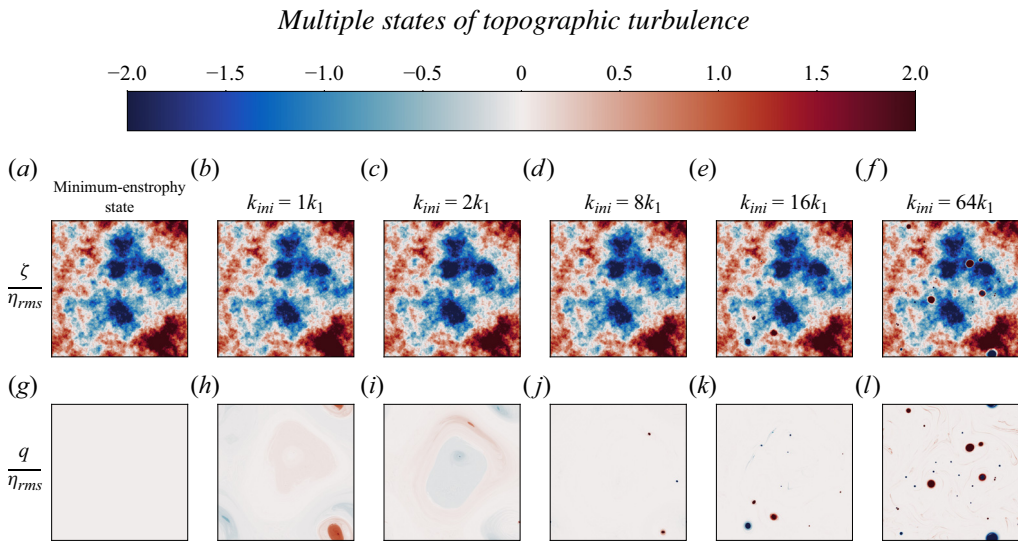 Multiple states of topographic turbulence
−2.0 −1.5 −1.0 −0.5 0 0.5 1.0 1.5 2.0
(a) (b) (c) (d) (e) (f)
Minimum-enstrophy
state
k_ini = 1k_1 k_ini = 2k_1 k_ini = 8k_1 k_ini = 16k_1 k_ini = 64k_1
ζ
η_rms
(g) (h) (i) (j) (k) (l)
q
η_rms